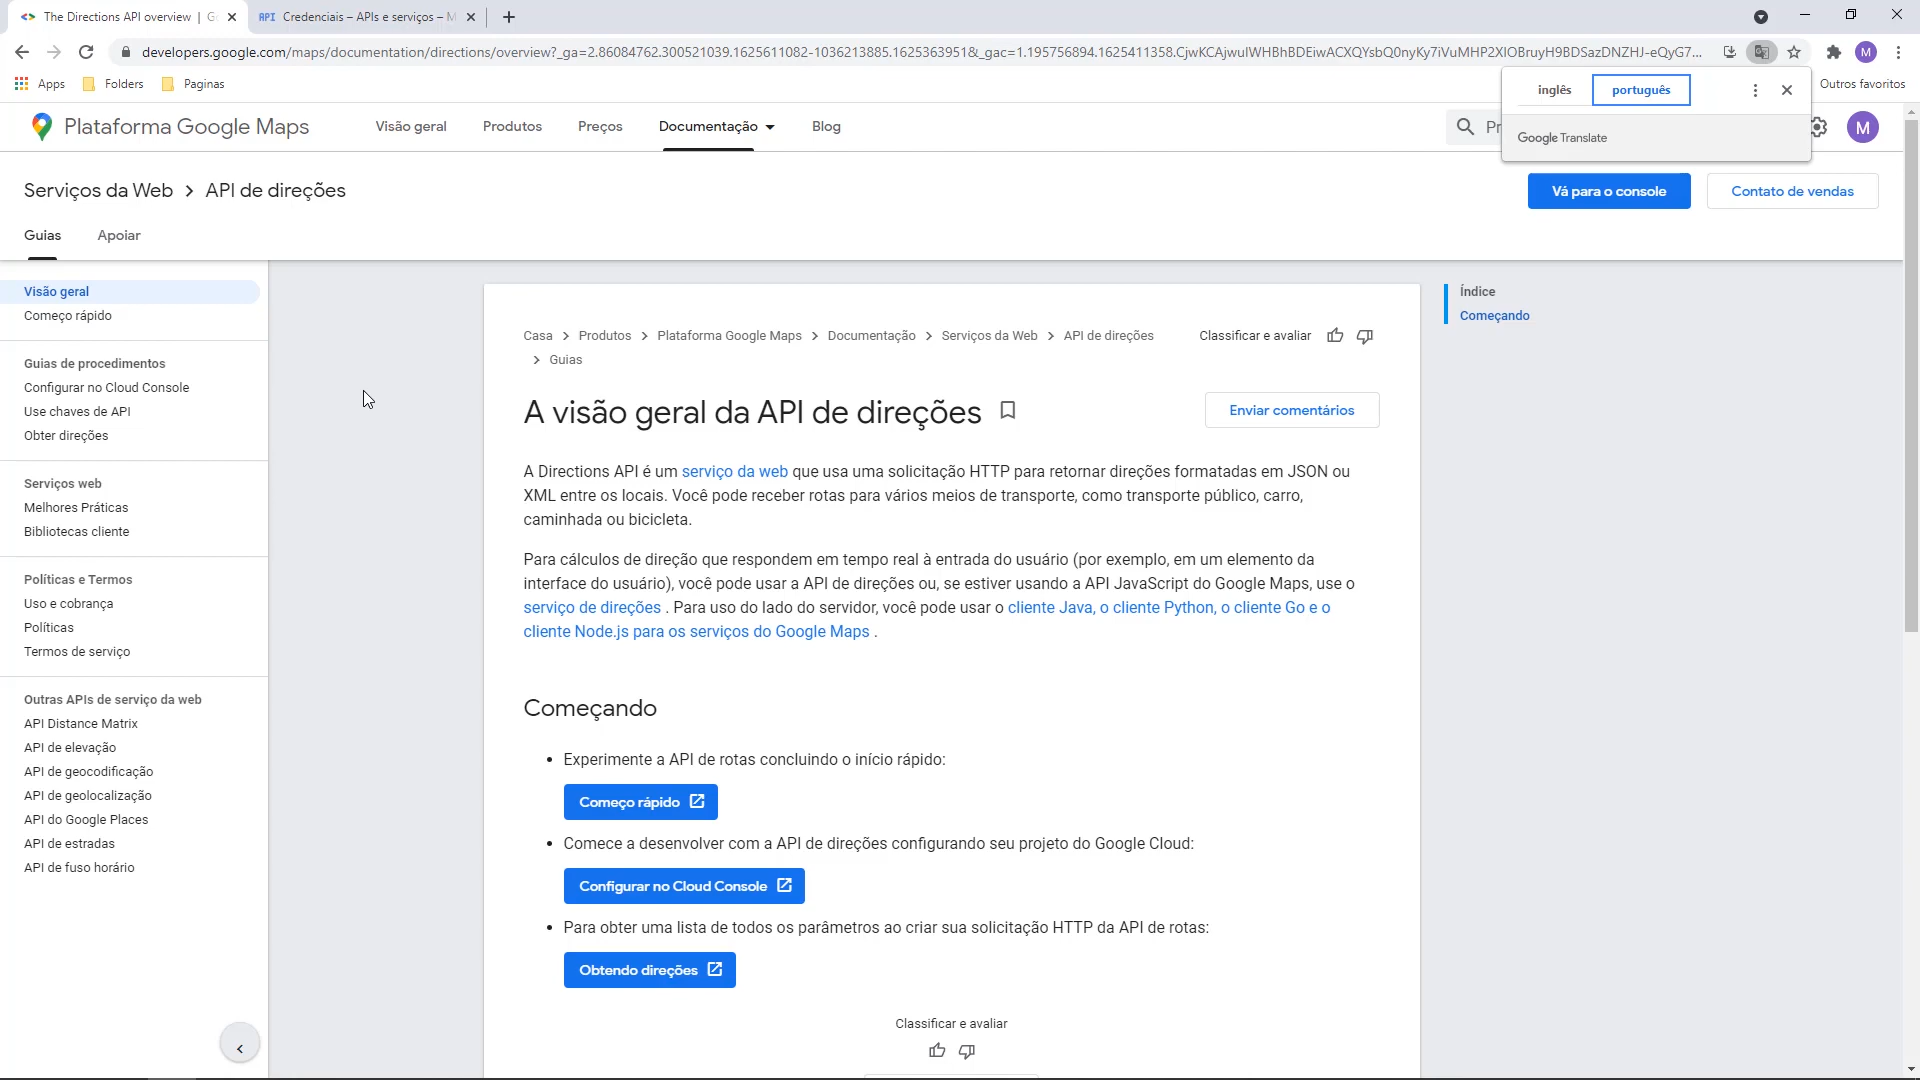 The Directions API overview | G
API Credenciais – APIs e serviços – M
developers.google.com/maps/documentation/directions/overview?_ga=2.86084762.300521039.1625611082-1036213885.1625363951&_gac=1.195756894.1625411358.CjwKCAjwuIWHBhBDEiwACXQYsbQ0nyKy7iVuMHP2XIOBruyH9BDSazDNZHJ-eQyG7...
M
Apps
Folders
Paginas
Outros favoritos
inglês
português
Google Translate
Plataforma Google Maps
Visão geral
Produtos
Preços
Documentação
Blog
Pr
M
Serviços da Web
API de direções
Vá para o console
Contato de vendas
Guias
Apoiar
Visão geral
Começo rápido
Guias de procedimentos
Configurar no Cloud Console
Use chaves de API
Obter direções
Serviços web
Melhores Práticas
Bibliotecas cliente
Políticas e Termos
Uso e cobrança
Políticas
Termos de serviço
Outras APIs de serviço da web
API Distance Matrix
API de elevação
API de geocodificação
API de geolocalização
API do Google Places
API de estradas
API de fuso horário
Casa > Produtos > Plataforma Google Maps > Documentação > Serviços da Web > API de direções
> Guias
Classificar e avaliar
A visão geral da API de direções
Enviar comentários
A Directions API é um serviço da web que usa uma solicitação HTTP para retornar direções formatadas em JSON ou
XML entre os locais. Você pode receber rotas para vários meios de transporte, como transporte público, carro,
caminhada ou bicicleta.
Para cálculos de direção que respondem em tempo real à entrada do usuário (por exemplo, em um elemento da
interface do usuário), você pode usar a API de direções ou, se estiver usando a API JavaScript do Google Maps, use o
serviço de direções . Para uso do lado do servidor, você pode usar o cliente Java, o cliente Python, o cliente Go e o
cliente Node.js para os serviços do Google Maps .
Começando
• Experimente a API de rotas concluindo o início rápido:
Começo rápido
• Comece a desenvolver com a API de direções configurando seu projeto do Google Cloud:
Configurar no Cloud Console
• Para obter uma lista de todos os parâmetros ao criar sua solicitação HTTP da API de rotas:
Obtendo direções
Classificar e avaliar
Índice
Começando